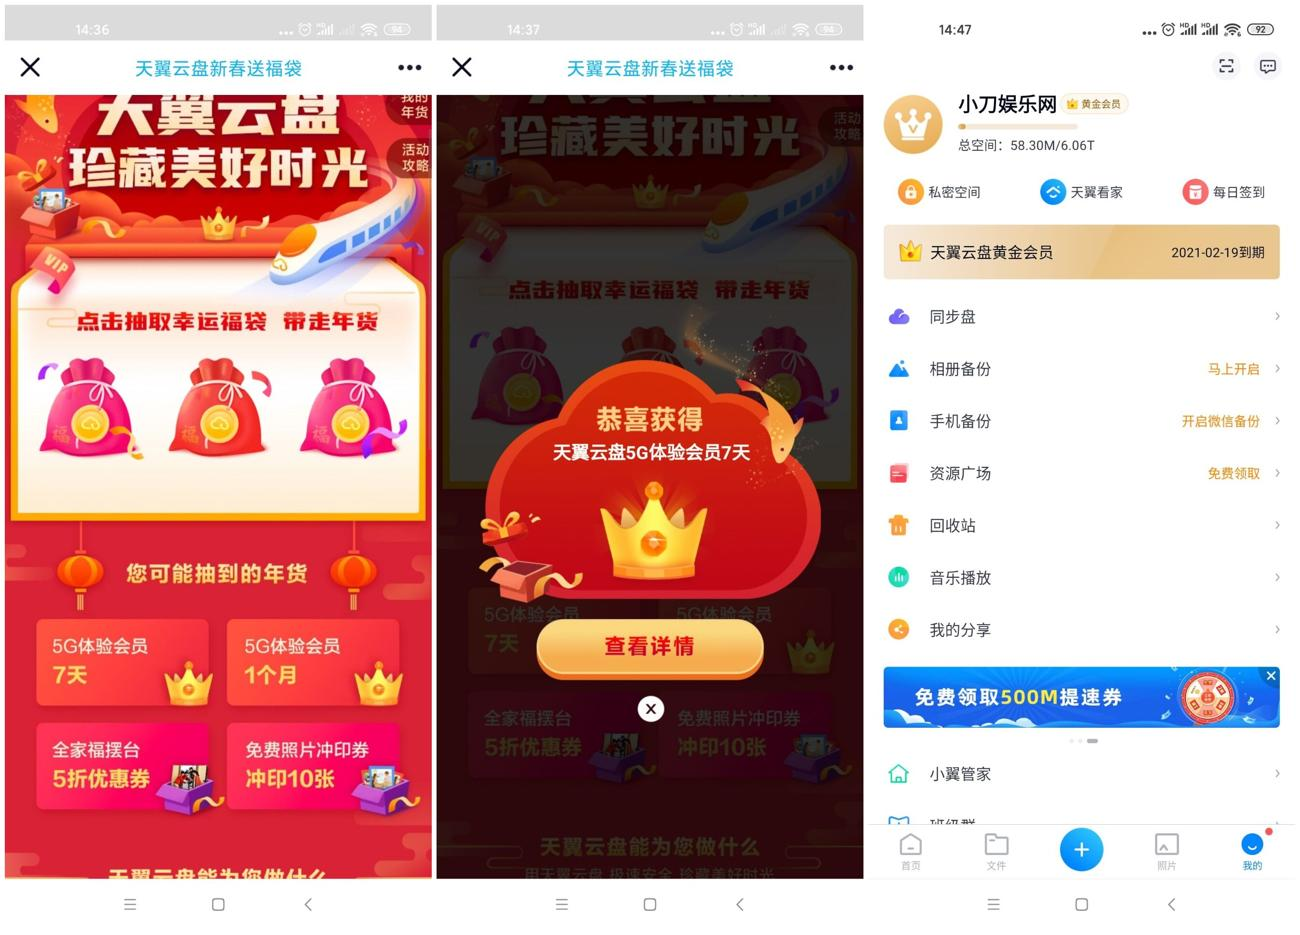 14:36
94
天翼云盘新春送福袋
天翼云盘
珍藏美好时光
我的
年货
活动
攻略
VIP
点击抽取幸运福袋 带走年货
福
福
您可能抽到的年货
5G体验会员
7天
5G体验会员
1个月
全家福摆台
5折优惠券
免费照片冲印券
冲印10张
天翼云盘能为您做什么
14:37
94
天翼云盘新春送福袋
天翼云盘
珍藏美好时光
活动
攻略
VIP
点击抽取幸运福袋 带走年货
恭喜获得
天翼云盘5G体验会员7天
查看详情
5G体验会员
7天
5G体验会员
全家福摆台
5折优惠券
免费照片冲印券
冲印10张
天翼云盘能为您做什么
用天翼云盘 极速安全 珍藏美好时光
14:47
HD
HD
92
小刀娱乐网
黄金会员
总空间：58.30M/6.06T
私密空间
天翼看家
每日签到
天翼云盘黄金会员
2021-02-19到期
同步盘
相册备份
马上开启
手机备份
开启微信备份
资源广场
免费领取
回收站
音乐播放
我的分享
免费领取500M提速券
小翼管家
班级群
首页
文件
照片
我的